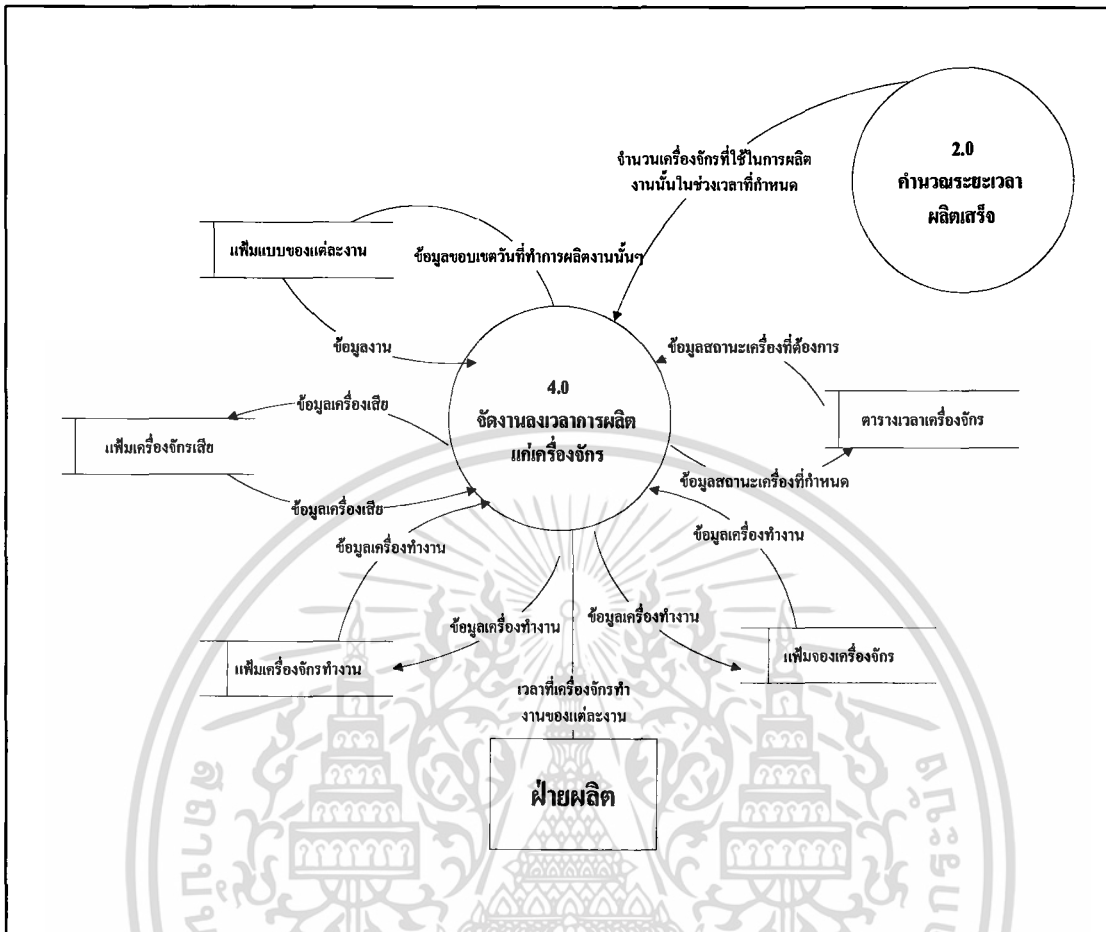 2.0
คำนวณระยะเวลา
ผลิตเสร็จ
จำนวนเครื่องจักรที่ใช้ในการผลิต
งานนั้นในช่วงเวลาที่กำหนด
แฟ้มแบบของแต่ละงาน
ข้อมูลขอบเขตวันที่ทำการผลิตงานนั้นๆ
ข้อมูลงาน
ข้อมูลสถานะเครื่องที่ต้องการ
4.0
จัดงานลงเวลาการผลิต
แก่เครื่องจักร
ข้อมูลเครื่องเสีย
แฟ้มเครื่องจักรเสีย
ตารางเวลาเครื่องจักร
ข้อมูลเครื่องเสีย
ข้อมูลสถานะเครื่องที่กำหนด
ข้อมูลเครื่องทำงาน
ข้อมูลเครื่องทำงาน
ข้อมูลเครื่องทำงาน
ข้อมูลเครื่องทำงาน
แฟ้มเครื่องจักรทำงาน
แฟ้มจองเครื่องจักร
เวลาที่เครื่องจักรทำ
งานของแต่ละงาน
ฝ่ายผลิต